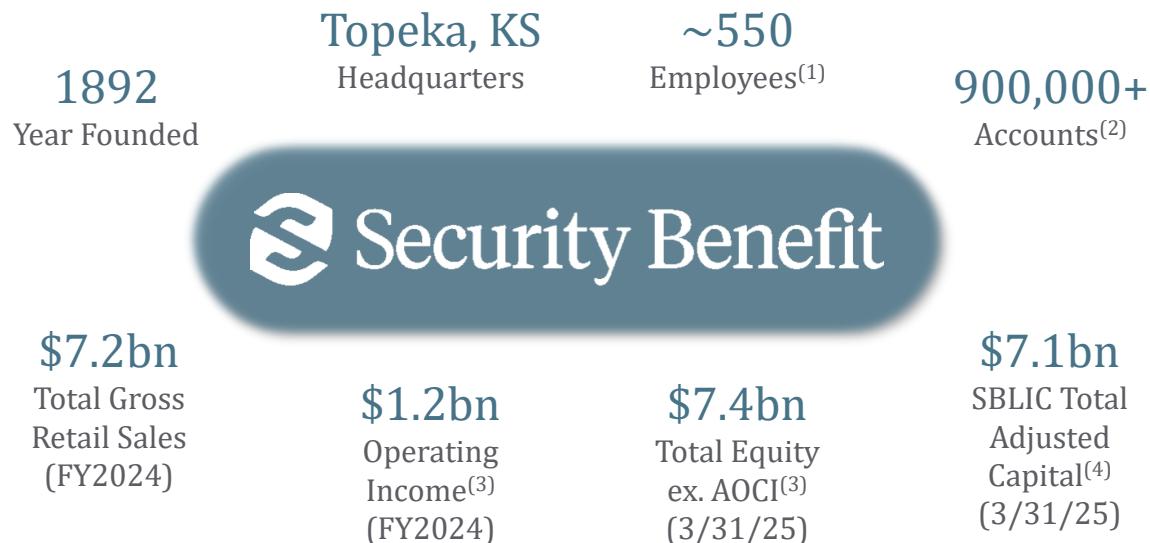 Topeka, KS
Headquarters
~550
Employees(1)
1892
Year Founded
900,000+
Accounts(2)
Security Benefit
$7.2bn
Total Gross
Retail Sales
(FY2024)
$1.2bn
Operating
Income(3)
(FY2024)
$7.4bn
Total Equity
ex. AOCI(3)
(3/31/25)
$7.1bn
SBLIC Total
Adjusted
Capital(4)
(3/31/25)